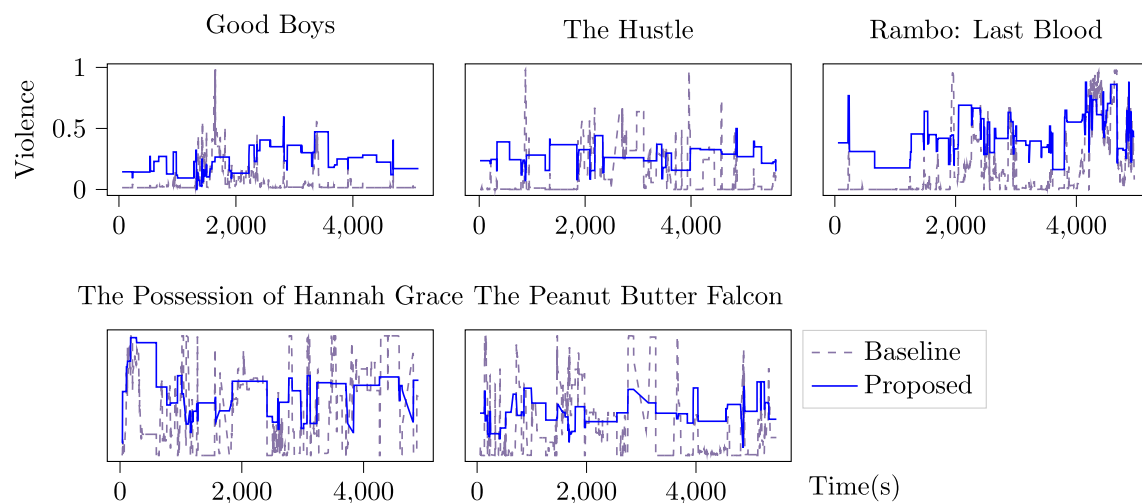 Good Boys
The Hustle
Rambo: Last Blood
Violence
1
0.5
0
0 2,000 4,000
0 2,000 4,000
0 2,000 4,000
The Possession of Hannah Grace
The Peanut Butter Falcon
Baseline
Proposed
0 2,000 4,000
0 2,000 4,000
Time(s)